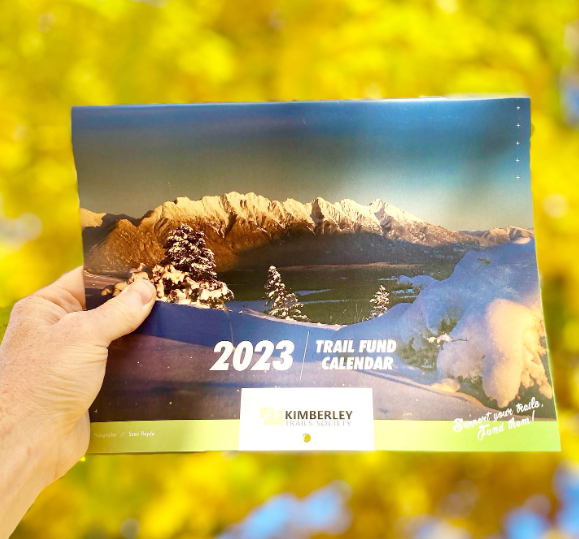 2023
TRAIL FUND
CALENDAR
KIMBERLEY
TRAILS SOCIETY
Support your trails,
Fund them!